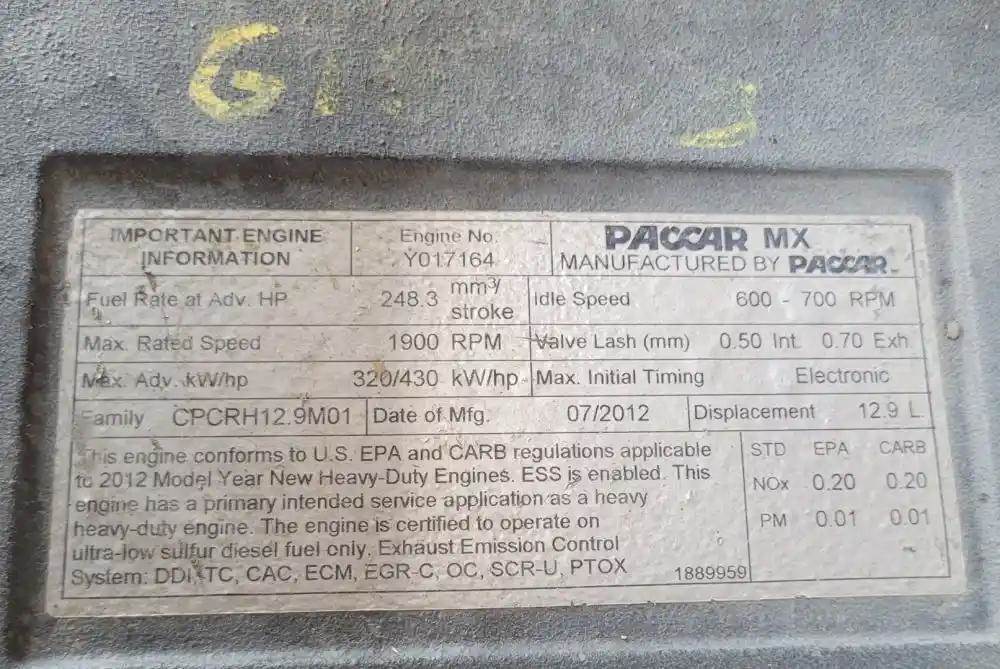 G
IMPORTANT ENGINE
INFORMATION
Engine No.
Y017164
PACCAR MX
MANUFACTURED BY PACCAR
Fuel Rate at Adv. HP 248.3 mm³/
stroke
Idle Speed 600 - 700 RPM
Max. Rated Speed 1900 RPM
Valve Lash (mm) 0.50 Int. 0.70 Exh.
Max. Adv. kW/hp 320/430 kW/hp
Max. Initial Timing Electronic
Family CPCRH12.9M01
Date of Mfg. 07/2012
Displacement 12.9 L
This engine conforms to U.S. EPA and CARB regulations applicable
to 2012 Model Year New Heavy-Duty Engines. ESS is enabled. This
engine has a primary intended service application as a heavy
heavy-duty engine. The engine is certified to operate on
ultra-low sulfur diesel fuel only. Exhaust Emission Control
System: DDI, TC, CAC, ECM, EGR-C, OC, SCR-U, PTOX
1889959
STD EPA CARB
NOx 0.20 0.20
PM 0.01 0.01